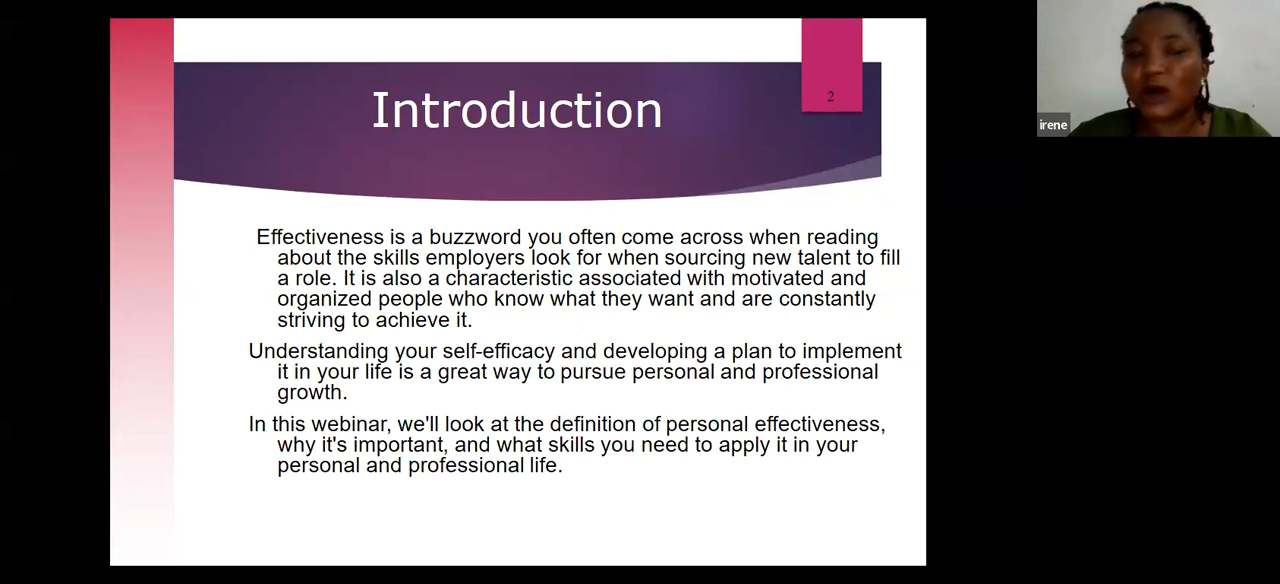 2
Introduction
irene
Effectiveness is a buzzword you often come across when reading
about the skills employers look for when sourcing new talent to fill
a role. It is also a characteristic associated with motivated and
organized people who know what they want and are constantly
striving to achieve it.
Understanding your self-efficacy and developing a plan to implement
it in your life is a great way to pursue personal and professional
growth.
In this webinar, we'll look at the definition of personal effectiveness,
why it's important, and what skills you need to apply it in your
personal and professional life.